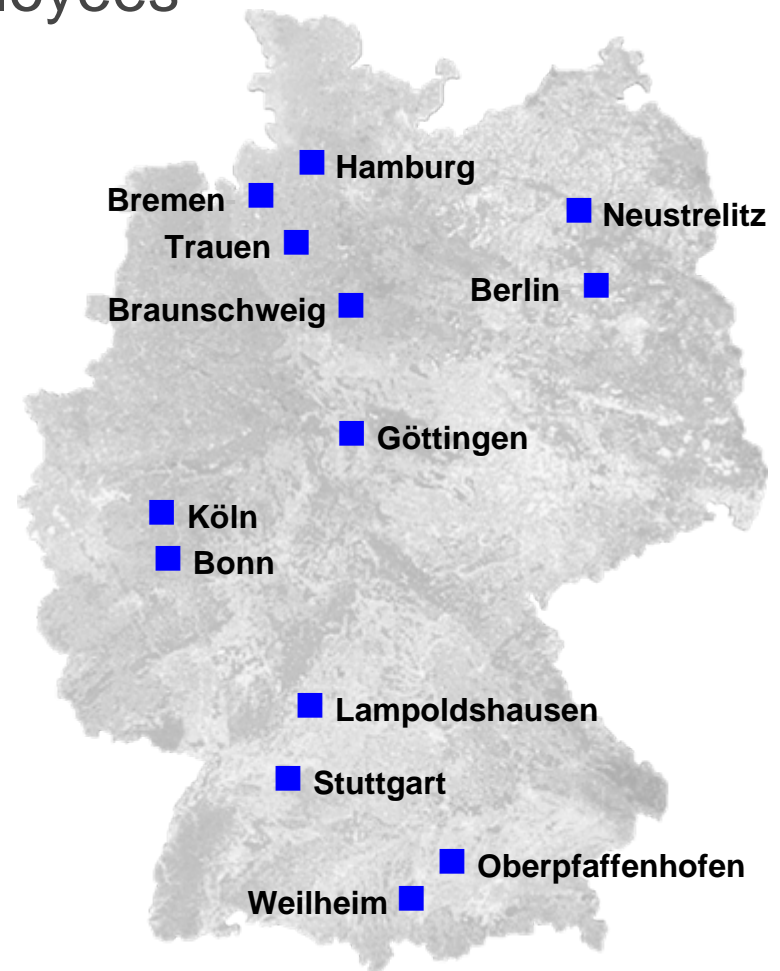 Hamburg
Bremen
Neustrelitz
Trauen
Berlin
Braunschweig
Göttingen
Köln
Bonn
Lampoldshausen
Stuttgart
Oberpfaffenhofen
Weilheim